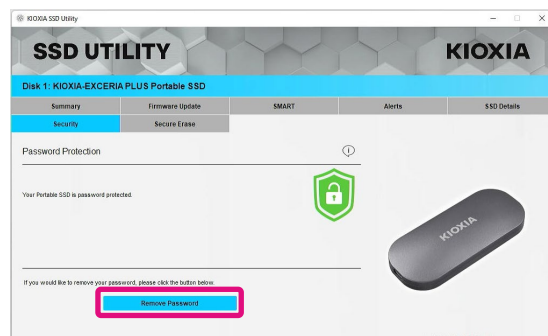 KIOXIA SSD Utility
SSD UTILITY
KIOXIA
Disk 1: KIOXIA-EXCERIA PLUS Portable SSD
Summary
Firmware Update
SMART
Alerts
SSD Details
Security
Secure Erase
Password Protection
Your Portable SSD is password protected.
KIOXIA
If you would like to remove your password, please click the button below.
Remove Password